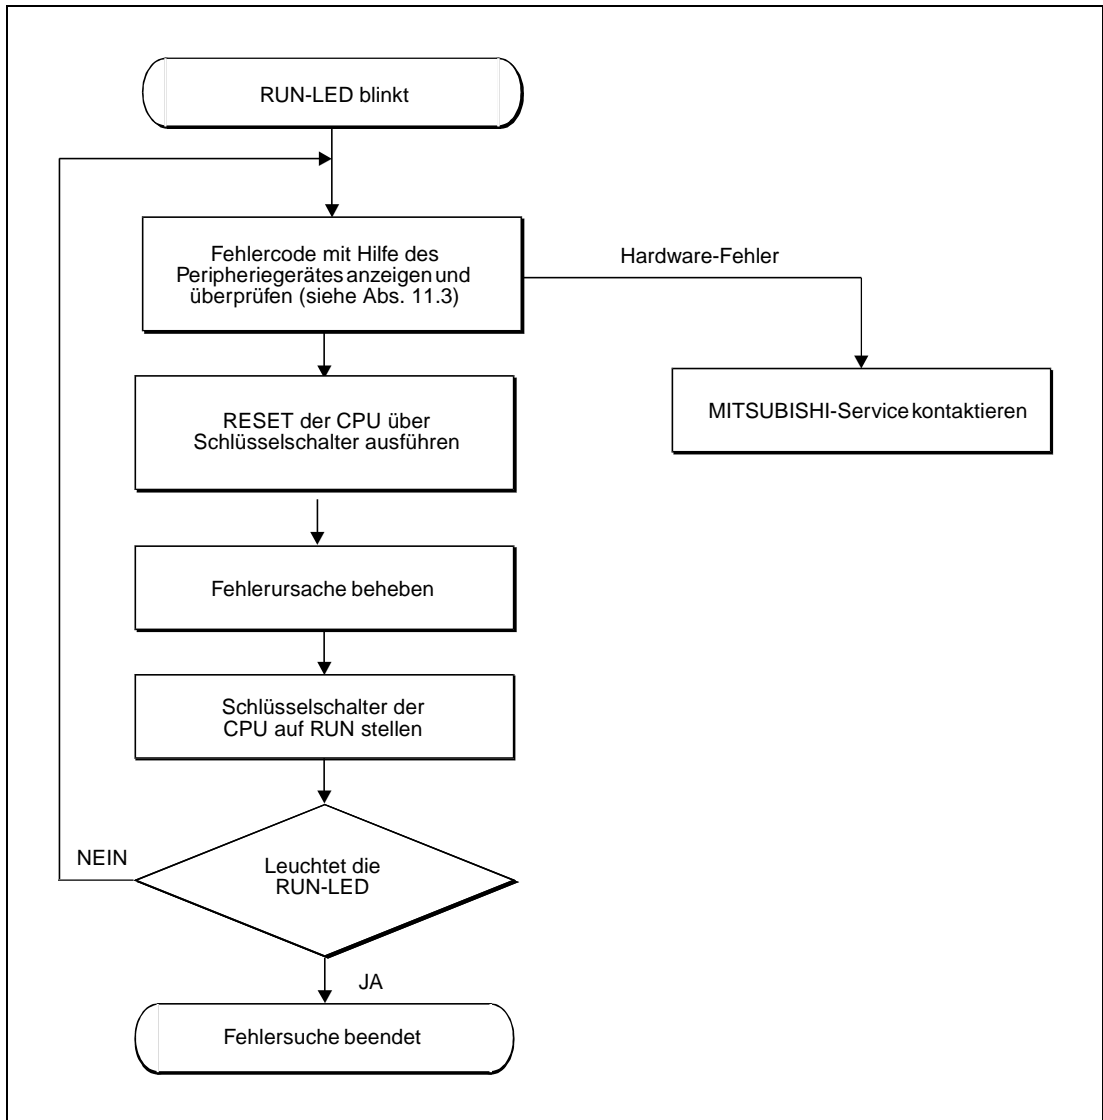 RUN-LED blinkt
Fehlercode mit Hilfe des
Peripheriegerätes anzeigen und
überprüfen (siehe Abs. 11.3)
Hardware-Fehler
MITSUBISHI-Service kontaktieren
RESET der CPU über
Schlüsselschalter ausführen
Fehlerursache beheben
Schlüsselschalter der
CPU auf RUN stellen
NEIN
Leuchtet die
RUN-LED
JA
Fehlersuche beendet